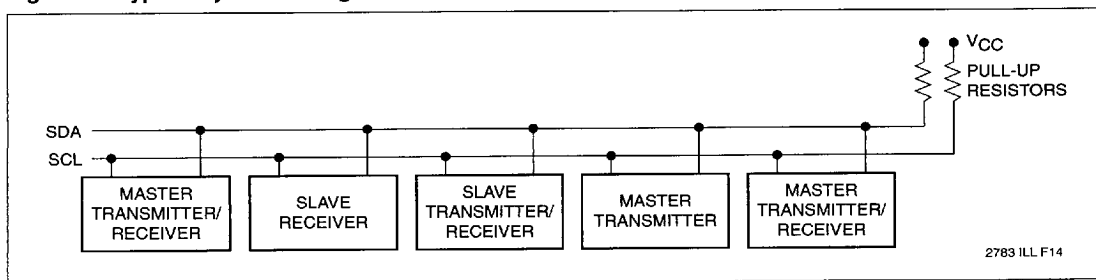 VCC
PULL-UP
RESISTORS
SDA
SCL
MASTER
TRANSMITTER/
RECEIVER
SLAVE
RECEIVER
SLAVE
TRANSMITTER/
RECEIVER
MASTER
TRANSMITTER
MASTER
TRANSMITTER/
RECEIVER
2783 ILL F14